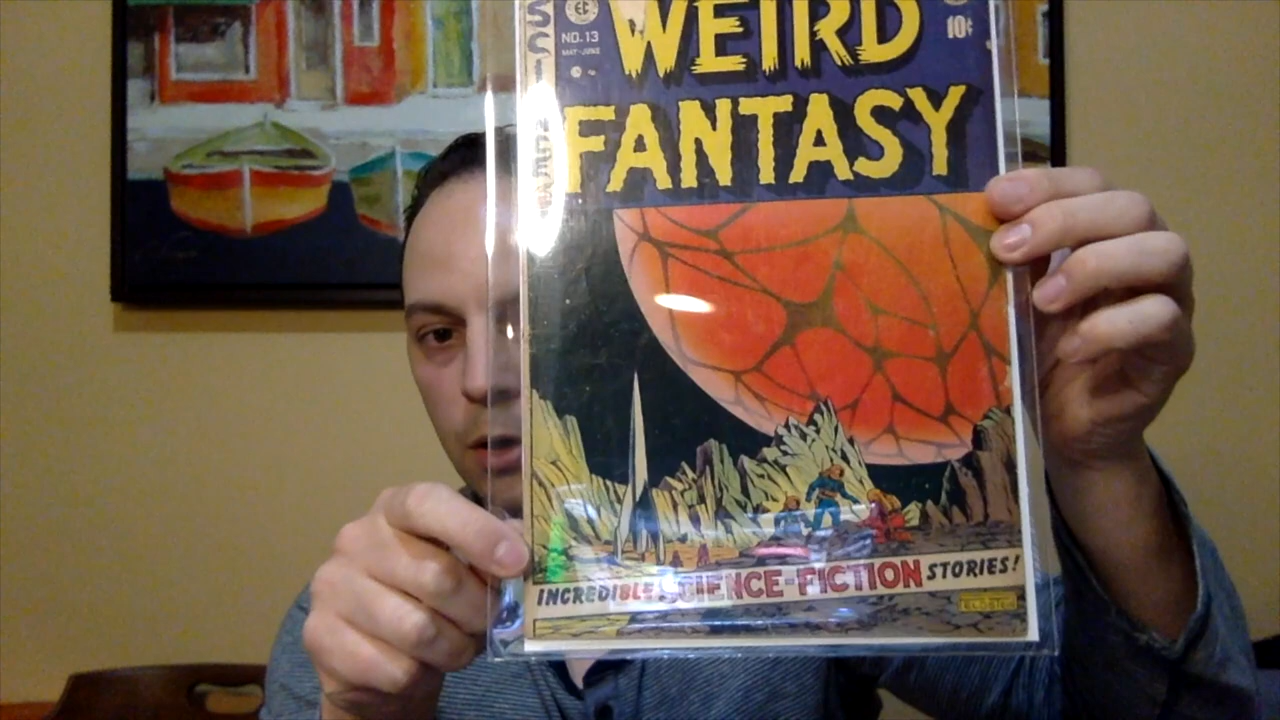 EC
NO.13
MAY-JUNE
WEIRD
10¢
FANTASY
INCREDIBLE SCIENCE-FICTION STORIES!